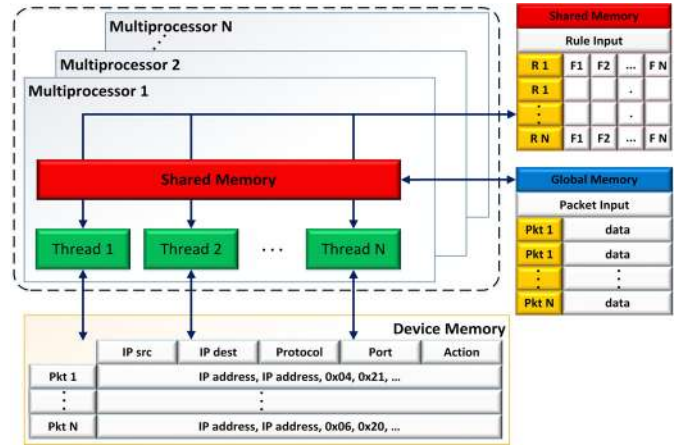 Multiprocessor N
Multiprocessor 2
Multiprocessor 1
Shared Memory
Thread 1 Thread 2 ... Thread N
Shared Memory
Rule Input
R 1 F1 F2 ... F N
R 1 .
⋮ .
R N F1 F2 ... F N
Global Memory
Packet Input
Pkt 1 data
Pkt 1 data
⋮ ⋮
Pkt N data
Device Memory
IP src IP dest Protocol Port Action
Pkt 1 IP address, IP address, 0x04, 0x21, ...
⋮ ⋮
Pkt N IP address, IP address, 0x06, 0x20, ...